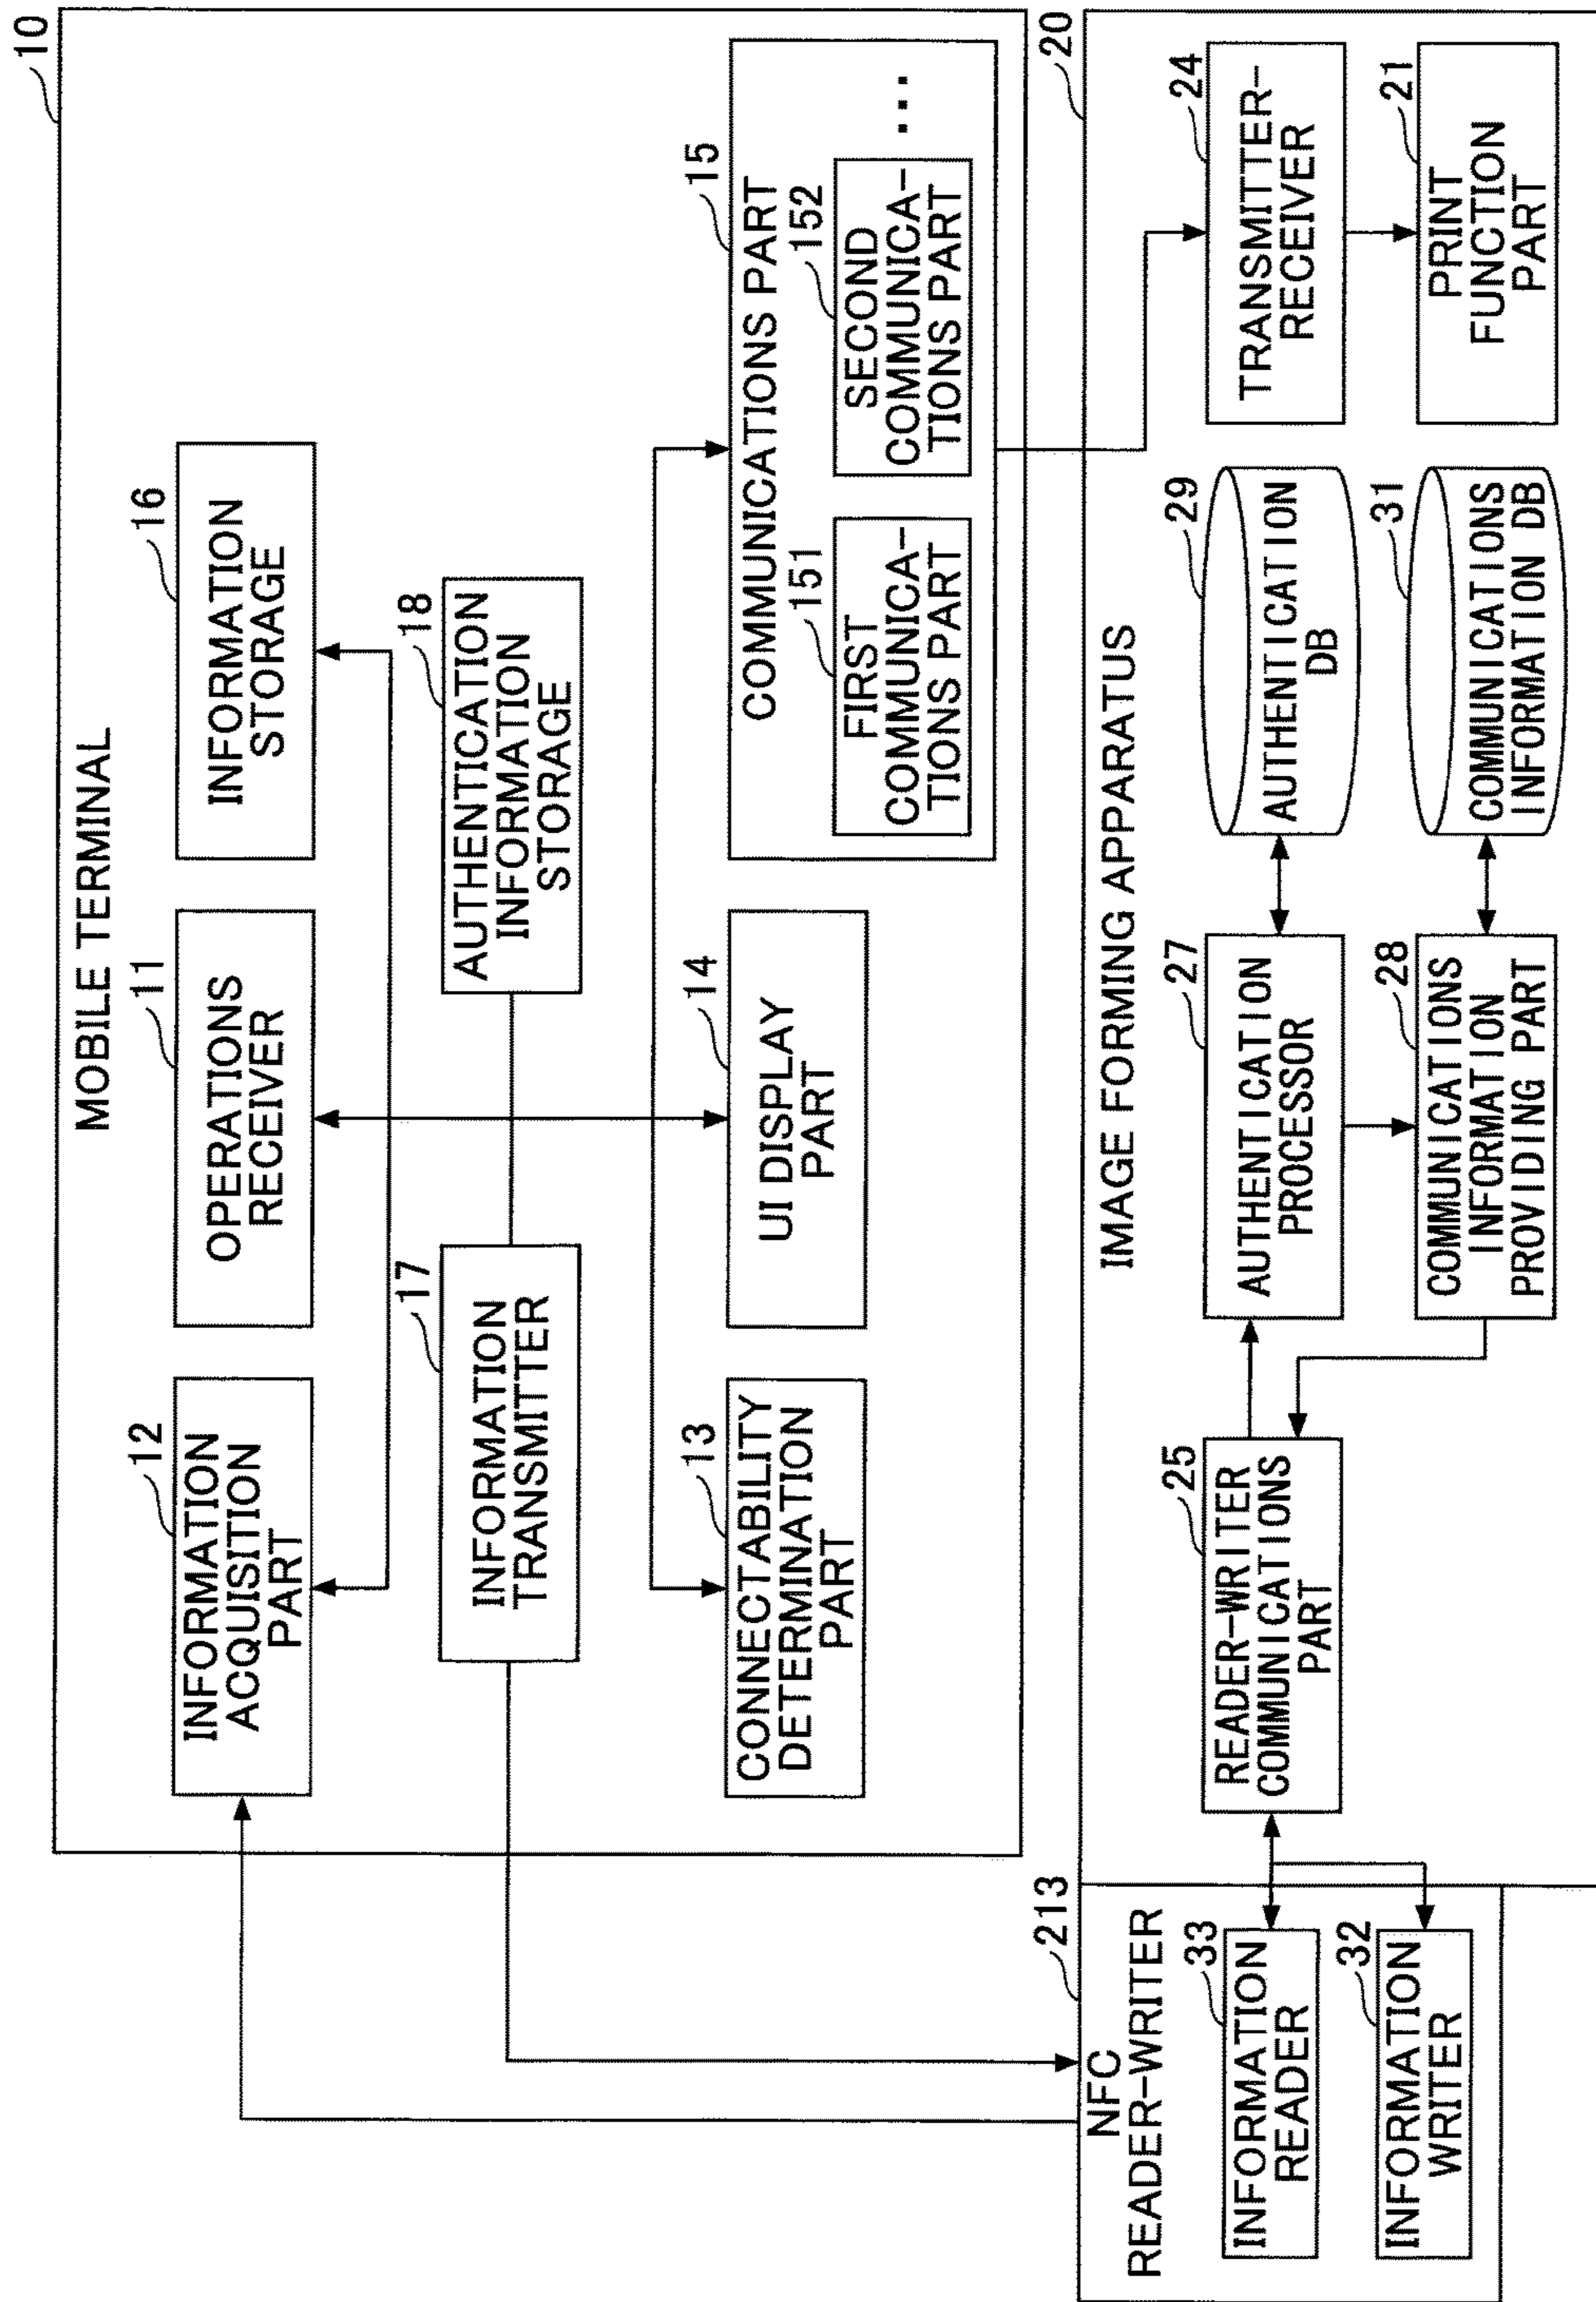 MOBILE TERMINAL
10
12
INFORMATION
ACQUISITION
PART
11
OPERATIONS
RECEIVER
16
INFORMATION
STORAGE
17
INFORMATION
TRANSMITTER
18
AUTHENTICATION
INFORMATION
STORAGE
13
CONNECTABILITY
DETERMINATION
PART
14
UI DISPLAY
PART
15
COMMUNICATIONS PART
151
FIRST
COMMUNICA-
TIONS PART
152
SECOND
COMMUNICA-
TIONS PART
...
213
NFC
READER-WRITER
33
INFORMATION
READER
32
INFORMATION
WRITER
IMAGE FORMING APPARATUS
20
25
READER-WRITER
COMMUNICATIONS
PART
27
AUTHENTICATION
PROCESSOR
29
AUTHENTICATION
DB
24
TRANSMITTER-
RECEIVER
28
COMMUNICATIONS
INFORMATION
PROVIDING PART
31
COMMUNICATIONS
INFORMATION DB
21
PRINT
FUNCTION
PART